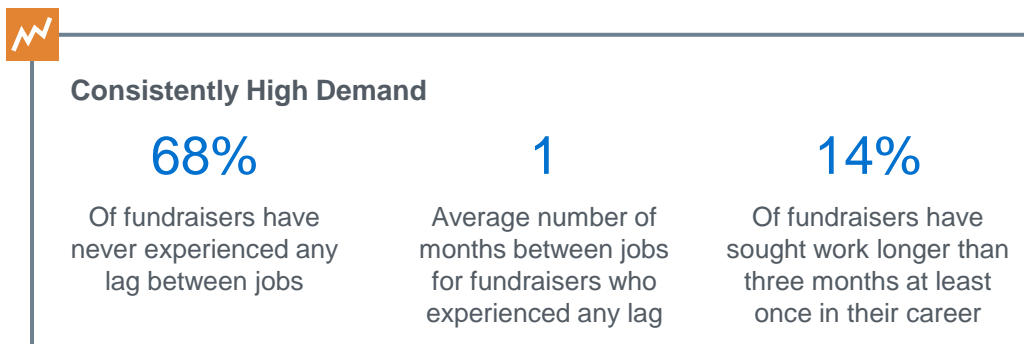 Consistently High Demand
68%
Of fundraisers have
never experienced any
lag between jobs
1
Average number of
months between jobs
for fundraisers who
experienced any lag
14%
Of fundraisers have
sought work longer than
three months at least
once in their career